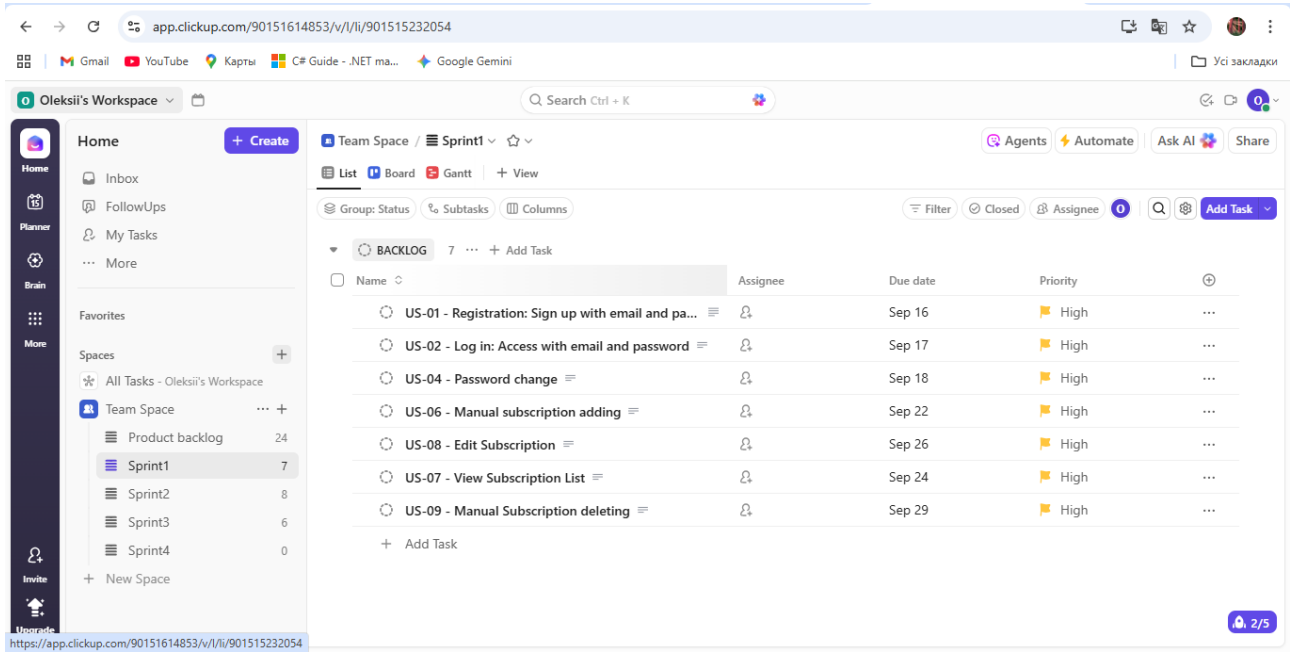 app.clickup.com/90151614853/v/l/li/901515232054
Gmail YouTube Карты C# Guide - .NET ma... Google Gemini Усі закладки
O Oleksii's Workspace Search Ctrl + K O
Home
Planner
15
Brain
More
Invite
Upgrade
Home + Create
Inbox
FollowUps
My Tasks
... More
Favorites
Spaces +
All Tasks - Oleksii's Workspace
Team Space ... +
Product backlog 24
Sprint1 7
Sprint2 8
Sprint3 6
Sprint4 0
+ New Space
Team Space / Sprint1 Agents Automate Ask AI Share
List Board Gantt + View
Group: Status Subtasks Columns Filter Closed Assignee O Add Task
BACKLOG 7 ... + Add Task
Name Assignee Due date Priority
US-01 - Registration: Sign up with email and pa... Sep 16 High ...
US-02 - Log in: Access with email and password Sep 17 High ...
US-04 - Password change Sep 18 High ...
US-06 - Manual subscription adding Sep 22 High ...
US-08 - Edit Subscription Sep 26 High ...
US-07 - View Subscription List Sep 24 High ...
US-09 - Manual Subscription deleting Sep 29 High ...
+ Add Task
2/5
https://app.clickup.com/90151614853/v/l/li/901515232054